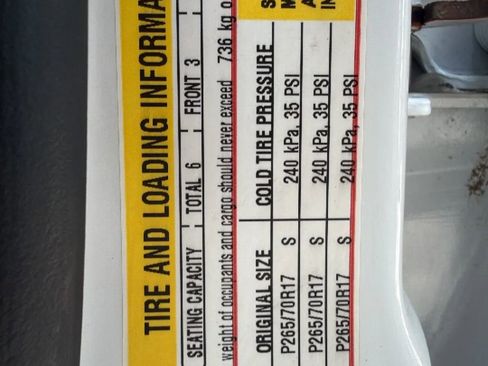 TIRE AND LOADING INFORMA
SEATING CAPACITY TOTAL 6 FRONT 3
weight of occupants and cargo should never exceed 736 kg o
ORIGINAL SIZE COLD TIRE PRESSURE
P265/70R17 S 240 kPa, 35 PSI
P265/70R17 S 240 kPa, 35 PSI
P265/70R17 S 240 kPa, 35 PSI